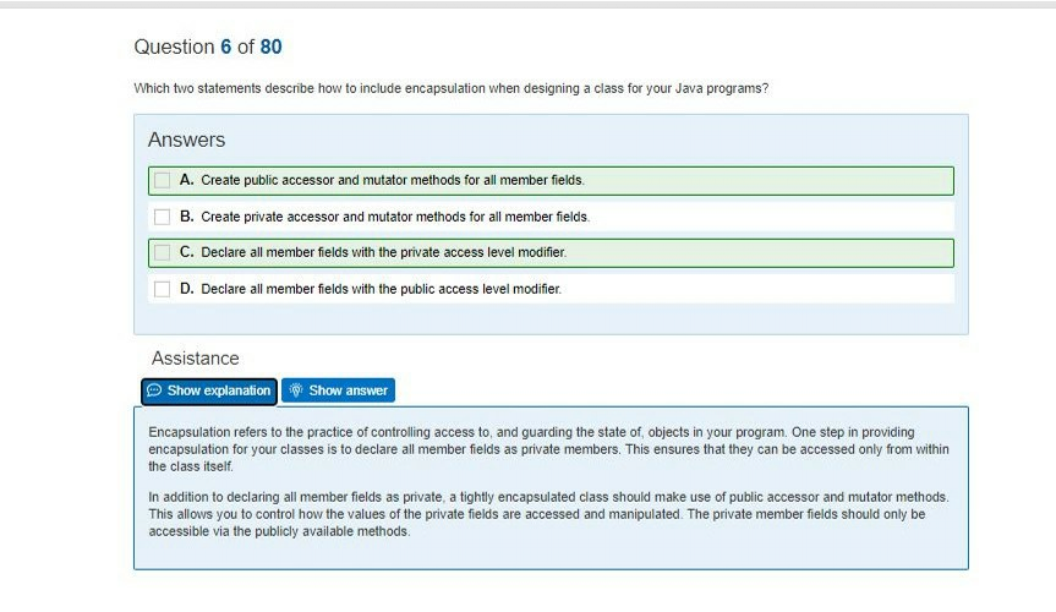 Question 6 of 80
Which two statements describe how to include encapsulation when designing a class for your Java programs?
Answers
A. Create public accessor and mutator methods for all member fields.
B. Create private accessor and mutator methods for all member fields.
C. Declare all member fields with the private access level modifier.
D. Declare all member fields with the public access level modifier.
Assistance
Show explanation Show answer
Encapsulation refers to the practice of controlling access to, and guarding the state of, objects in your program. One step in providing
encapsulation for your classes is to declare all member fields as private members. This ensures that they can be accessed only from within
the class itself.
In addition to declaring all member fields as private, a tightly encapsulated class should make use of public accessor and mutator methods.
This allows you to control how the values of the private fields are accessed and manipulated. The private member fields should only be
accessible via the publicly available methods.